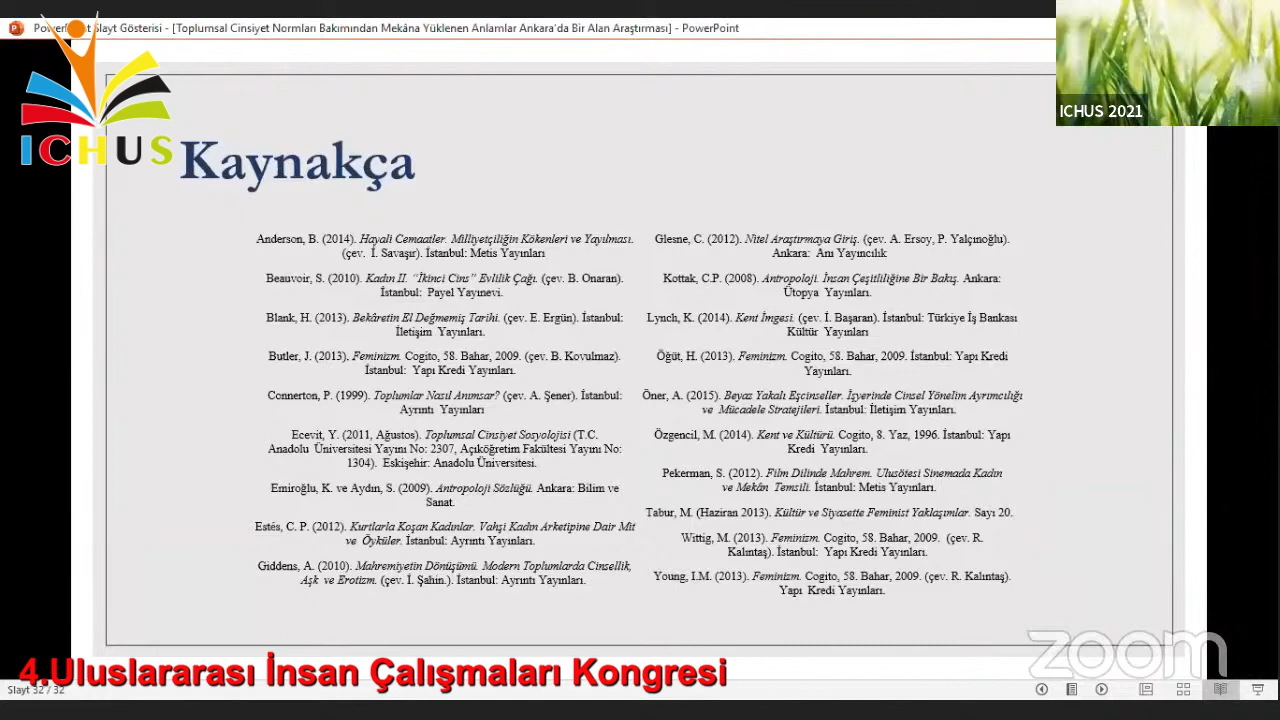 PowerPoint Slayt Gösterisi - [Toplumsal Cinsiyet Normları Bakımından Mekâna Yüklenen Anlamlar Ankara'da Bir Alan Araştırması] - PowerPoint
ICHUS 2021
ICHUS
Kaynakça
Anderson, B. (2014). Hayali Cemaatler. Milliyetçiliğin Kökenleri ve Yayılması.
(çev. İ. Savaşır). İstanbul: Metis Yayınları
Beauvoir, S. (2010). Kadın II. “İkinci Cins” Evlilik Çağı. (çev. B. Onaran).
İstanbul: Payel Yayınevi.
Blank, H. (2013). Bekâretin El Değmemiş Tarihi. (çev. E. Ergün). İstanbul:
İletişim Yayınları.
Butler, J. (2013). Feminizm. Cogito, 58. Bahar, 2009. (çev. B. Kovulmaz).
İstanbul: Yapı Kredi Yayınları.
Connerton, P. (1999). Toplumlar Nasıl Anımsar? (çev. A. Şener). İstanbul:
Ayrıntı Yayınları
Ecevit, Y. (2011, Ağustos). Toplumsal Cinsiyet Sosyolojisi (T.C.
Anadolu Üniversitesi Yayını No: 2307, Açıköğretim Fakültesi Yayını No:
1304). Eskişehir: Anadolu Üniversitesi.
Emiroğlu, K. ve Aydın, S. (2009). Antropoloji Sözlüğü. Ankara: Bilim ve
Sanat.
Estés, C. P. (2012). Kurtlarla Koşan Kadınlar. Vahşi Kadın Arketipine Dair Mit
ve Öyküler. İstanbul: Ayrıntı Yayınları.
Giddens, A. (2010). Mahremiyetin Dönüşümü. Modern Toplumlarda Cinsellik,
Aşk ve Erotizm. (çev. İ. Şahin.). İstanbul: Ayrıntı Yayınları.
Glesne, C. (2012). Nitel Araştırmaya Giriş. (çev. A. Ersoy, P. Yalçınoğlu).
Ankara: Anı Yayıncılık
Kottak, C.P. (2008). Antropoloji. İnsan Çeşitliliğine Bir Bakış. Ankara:
Ütopya Yayınları.
Lynch, K. (2014). Kent İmgesi. (çev. İ. Başaran). İstanbul: Türkiye İş Bankası
Kültür Yayınları
Öğüt, H. (2013). Feminizm. Cogito, 58. Bahar, 2009. İstanbul: Yapı Kredi
Yayınları.
Öner, A. (2015). Beyaz Yakalı Eşcinseller. İşyerinde Cinsel Yönelim Ayrımcılığı
ve Mücadele Stratejileri. İstanbul: İletişim Yayınları.
Özgencil, M. (2014). Kent ve Kültürü. Cogito, 8. Yaz, 1996. İstanbul: Yapı
Kredi Yayınları.
Pekerman, S. (2012). Film Dilinde Mahrem. Ulusötesi Sinemada Kadın
ve Mekân Temsili. İstanbul: Metis Yayınları.
Tabur, M. (Haziran 2013). Kültür ve Siyasette Feminist Yaklaşımlar. Sayı 20.
Wittig, M. (2013). Feminizm. Cogito, 58. Bahar, 2009. (çev. R.
Kalıntaş). İstanbul: Yapı Kredi Yayınları.
Young, I.M. (2013). Feminizm. Cogito, 58. Bahar, 2009. (çev. R. Kalıntaş).
Yapı Kredi Yayınları.
zoom
4.Uluslararası İnsan Çalışmaları Kongresi
Slayt 32 / 32